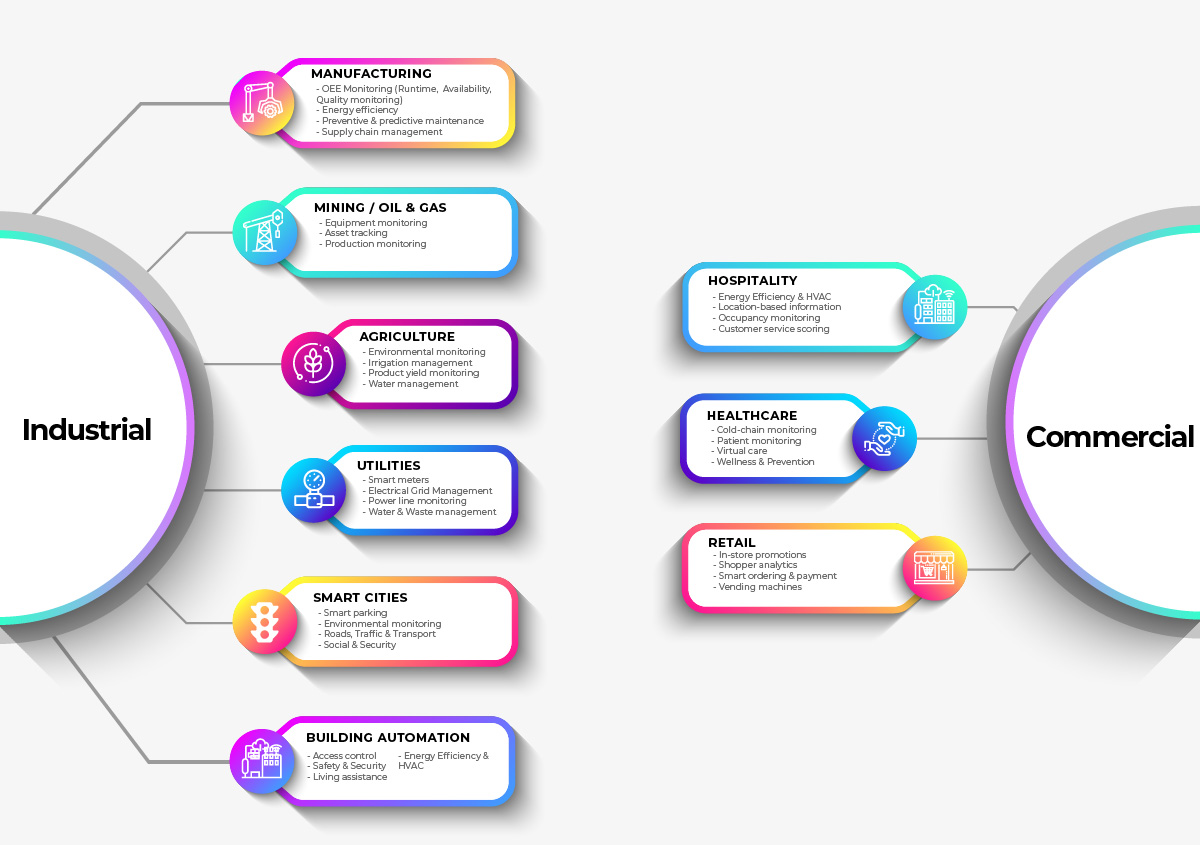 Industrial
MANUFACTURING
- OEE Monitoring (Runtime, Availability,
Quality monitoring)
- Energy efficiency
- Preventive & predictive maintenance
- Supply chain management
MINING / OIL & GAS
- Equipment monitoring
- Asset tracking
- Production monitoring
AGRICULTURE
- Environmental monitoring
- Irrigation management
- Product yield monitoring
- Water management
UTILITIES
- Smart meters
- Electrical Grid Management
- Power line monitoring
- Water & Waste management
SMART CITIES
- Smart parking
- Environmental monitoring
- Roads, Traffic & Transport
- Social & Security
BUILDING AUTOMATION
- Access control
- Safety & Security
- Living assistance
- Energy Efficiency &
HVAC
HOSPITALITY
- Energy Efficiency & HVAC
- Location-based information
- Occupancy monitoring
- Customer service scoring
HEALTHCARE
- Cold-chain monitoring
- Patient monitoring
- Virtual care
- Wellness & Prevention
RETAIL
- In-store promotions
- Shopper analytics
- Smart ordering & payment
- Vending machines
Commercial